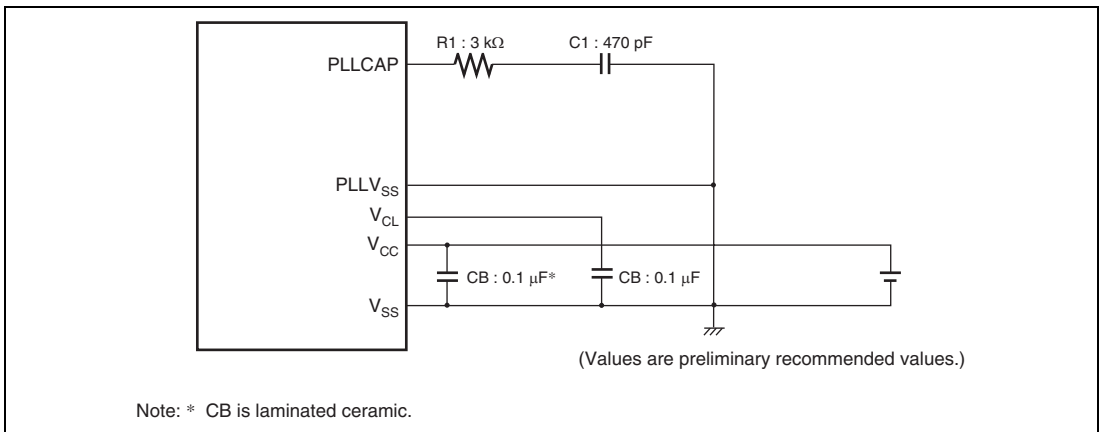 R1 : 3 kΩ
C1 : 470 pF
PLLCAP
PLLVSS
VCL
VCC
CB : 0.1 μF*
CB : 0.1 μF
VSS
(Values are preliminary recommended values.)
Note: * CB is laminated ceramic.